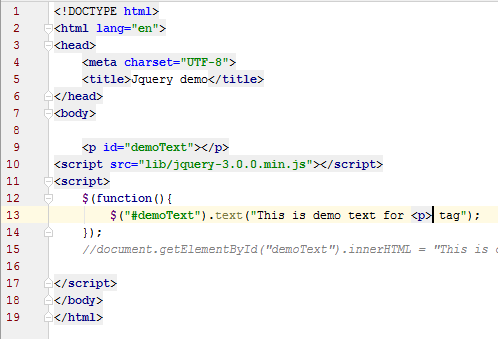 1 <!DOCTYPE html>
2 <html lang="en">
3 <head>
4 <meta charset="UTF-8">
5 <title>Jquery demo</title>
6 </head>
7 <body>
8
9 <p id="demoText"></p>
10 <script src="lib/jquery-3.0.0.min.js"></script>
11 <script>
12 $(function(){
13 $("#demoText").text("This is demo text for <p> tag");
14 });
15 //document.getElementById("demoText").innerHTML = "This is
16
17 </script>
18 </body>
19 </html>